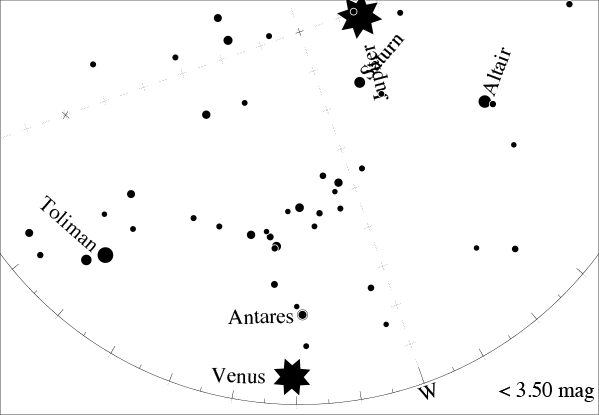 Saturn
Jupiter
Altair
Toliman
Antares
Venus
W
< 3.50 mag